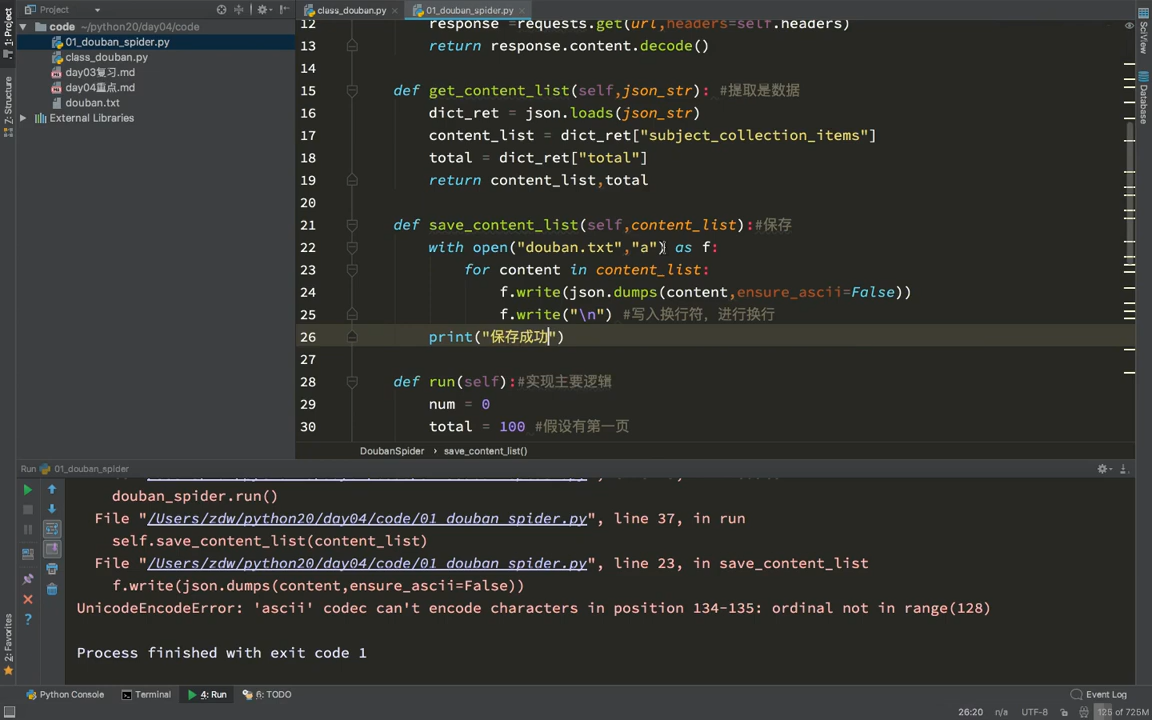 Project
class_douban.py
01_douban_spider.py
code ~/python20/day04/code
01_douban_spider.py
class_douban.py
day03复习.md
day04重点.md
douban.txt
External Libraries
1: Project
7: Structure
2: Favorites
SciView
Database
12 response =requests.get(url,headers=self.headers)
13 return response.content.decode()
14
15 def get_content_list(self,json_str): #提取是数据
16 dict_ret = json.loads(json_str)
17 content_list = dict_ret["subject_collection_items"]
18 total = dict_ret["total"]
19 return content_list,total
20
21 def save_content_list(self,content_list):#保存
22 with open("douban.txt","a") as f:
23 for content in content_list:
24 f.write(json.dumps(content,ensure_ascii=False))
25 f.write("\n") #写入换行符，进行换行
26 print("保存成功")
27
28 def run(self):#实现主要逻辑
29 num = 0
30 total = 100 #假设有第一页
DoubanSpider › save_content_list()
Run 01_douban_spider
douban_spider.run()
File "/Users/zdw/python20/day04/code/01_douban_spider.py", line 37, in run
self.save_content_list(content_list)
File "/Users/zdw/python20/day04/code/01_douban_spider.py", line 23, in save_content_list
f.write(json.dumps(content,ensure_ascii=False))
UnicodeEncodeError: 'ascii' codec can't encode characters in position 134-135: ordinal not in range(128)
Process finished with exit code 1
Python Console
Terminal
4: Run
6: TODO
Event Log
26:20 n/a UTF-8 125 of 725M